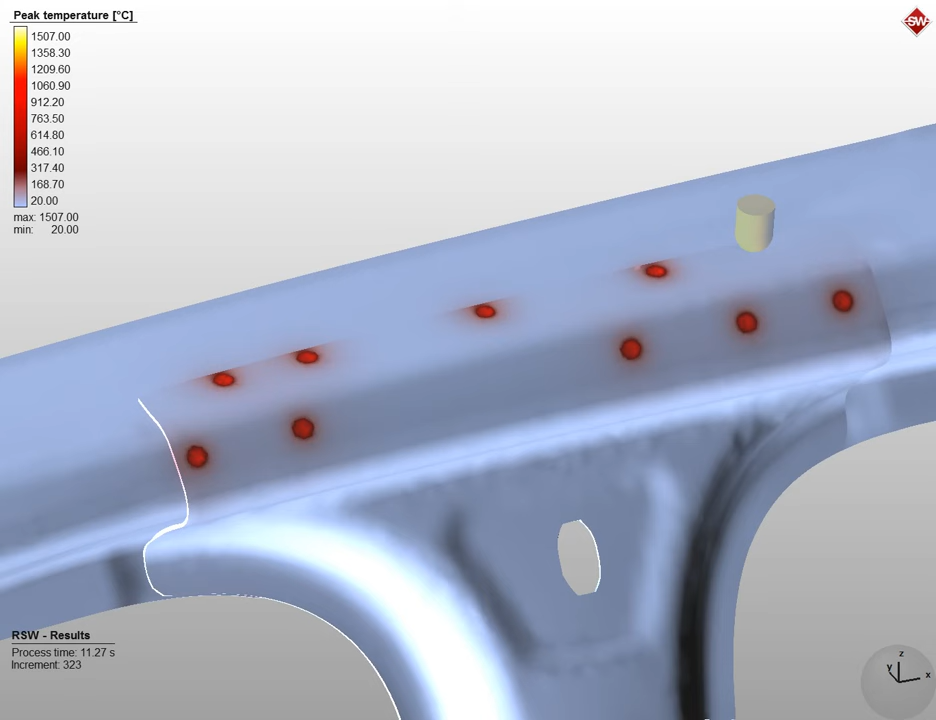 Peak temperature [°C]
1507.00
1358.30
1209.60
1060.90
912.20
763.50
614.80
466.10
317.40
168.70
20.00
max: 1507.00
min: 20.00
SW
RSW - Results
Process time: 11.27 s
Increment: 323
z
y
x